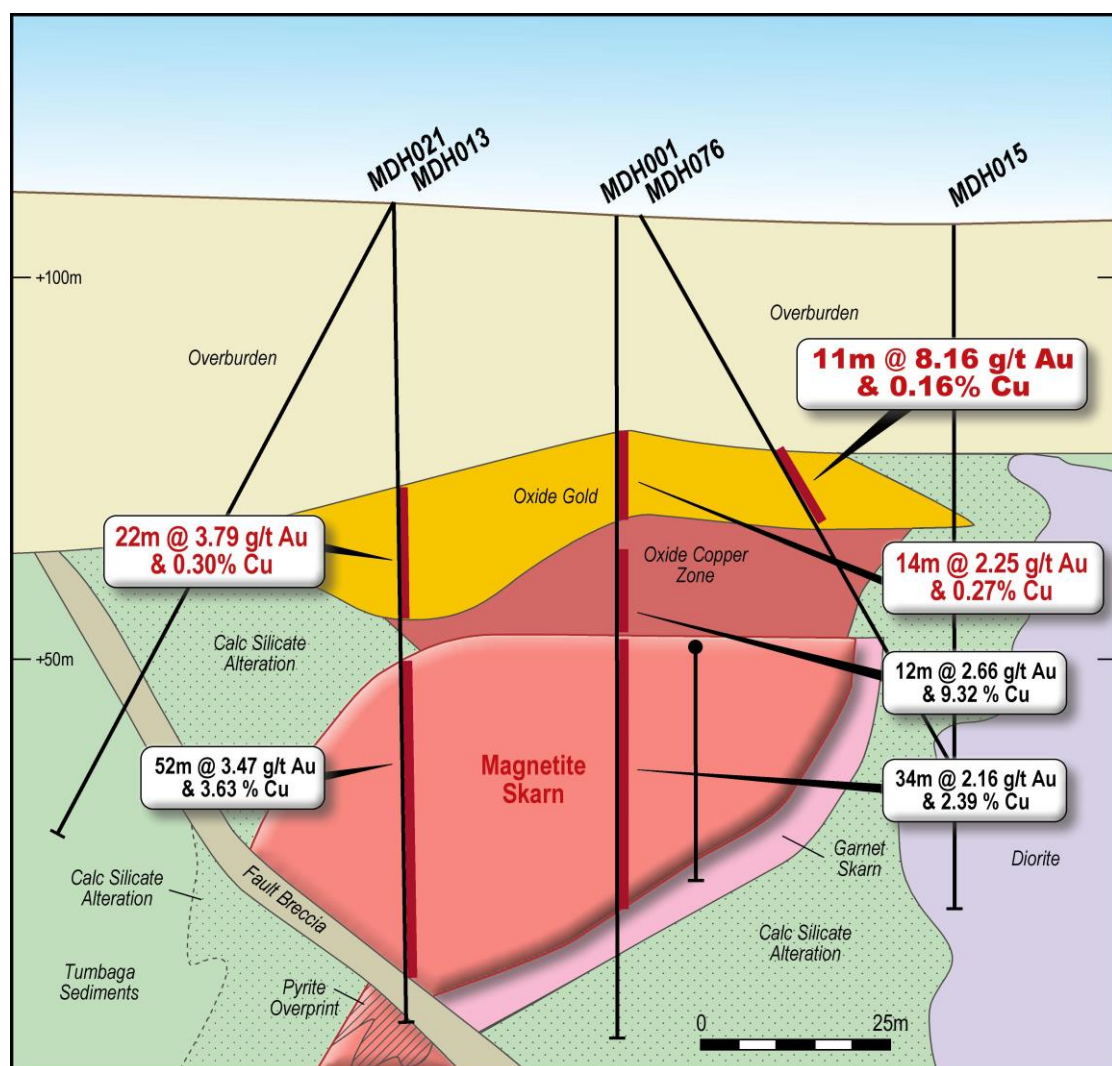 MDH021
MDH013
MDH001
MDH076
MDH015
+100m
Overburden
Overburden
11m @ 8.16 g/t Au
& 0.16% Cu
Oxide Gold
22m @ 3.79 g/t Au
& 0.30% Cu
Oxide Copper
Zone
14m @ 2.25 g/t Au
& 0.27% Cu
Calc Silicate
Alteration
+50m
12m @ 2.66 g/t Au
& 9.32 % Cu
52m @ 3.47 g/t Au
& 3.63 % Cu
Magnetite
Skarn
34m @ 2.16 g/t Au
& 2.39 % Cu
Garnet
Skarn
Diorite
Calc Silicate
Alteration
Fault Breccia
Calc Silicate
Alteration
Tumbaga
Sediments
Pyrite
Overprint
0 25m